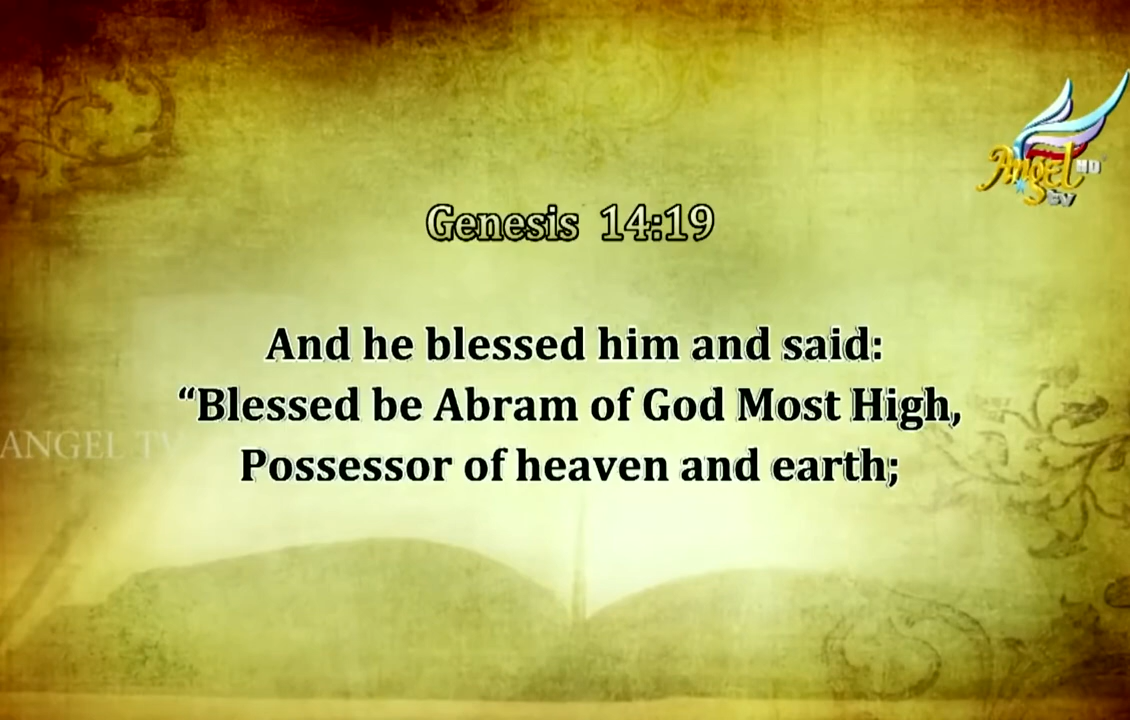 Angel HD
tv
Genesis 14:19
And he blessed him and said:
“Blessed be Abram of God Most High,
ANGEL TV
Possessor of heaven and earth;